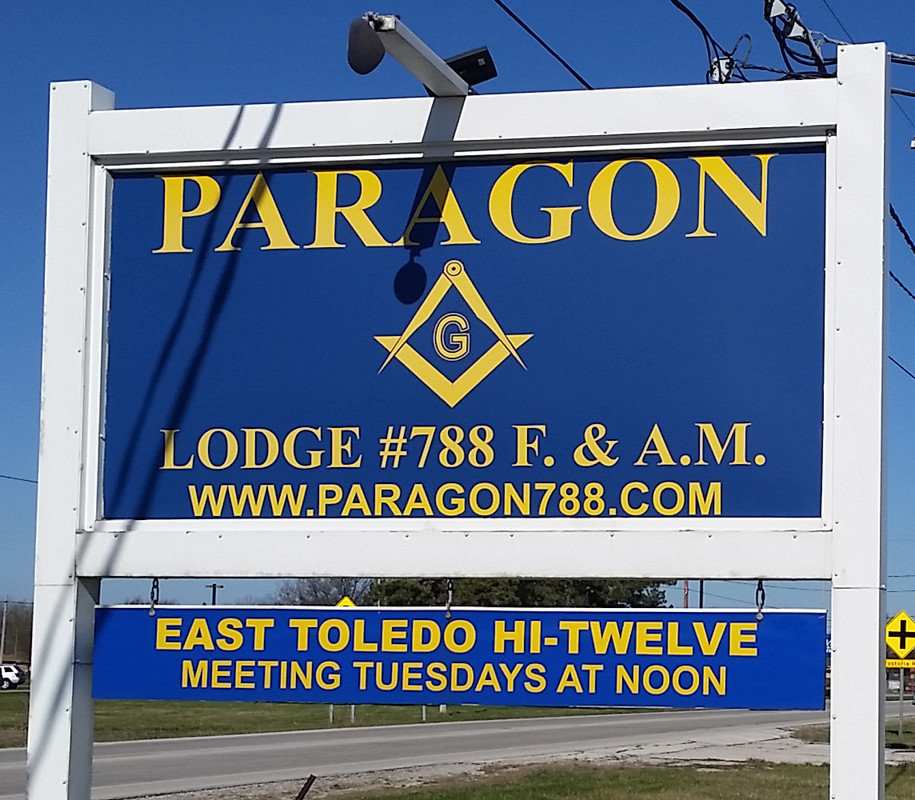 PARAGON
G
LODGE #788 F. & A.M.
WWW.PARAGON788.COM
EAST TOLEDO HI-TWELVE
MEETING TUESDAYS AT NOON